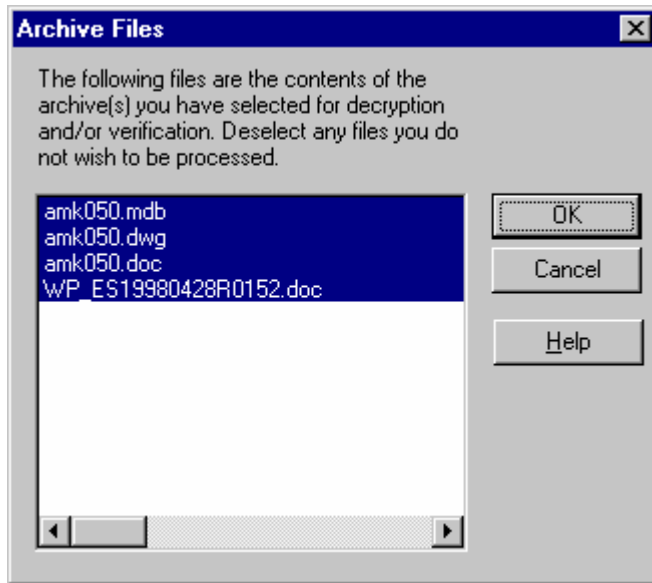 Archive Files
The following files are the contents of the
archive(s) you have selected for decryption
and/or verification. Deselect any files you do
not wish to be processed.
amk050.mdb
amk050.dwg
amk050.doc
WP_ES19980428R0152.doc
OK
Cancel
Help